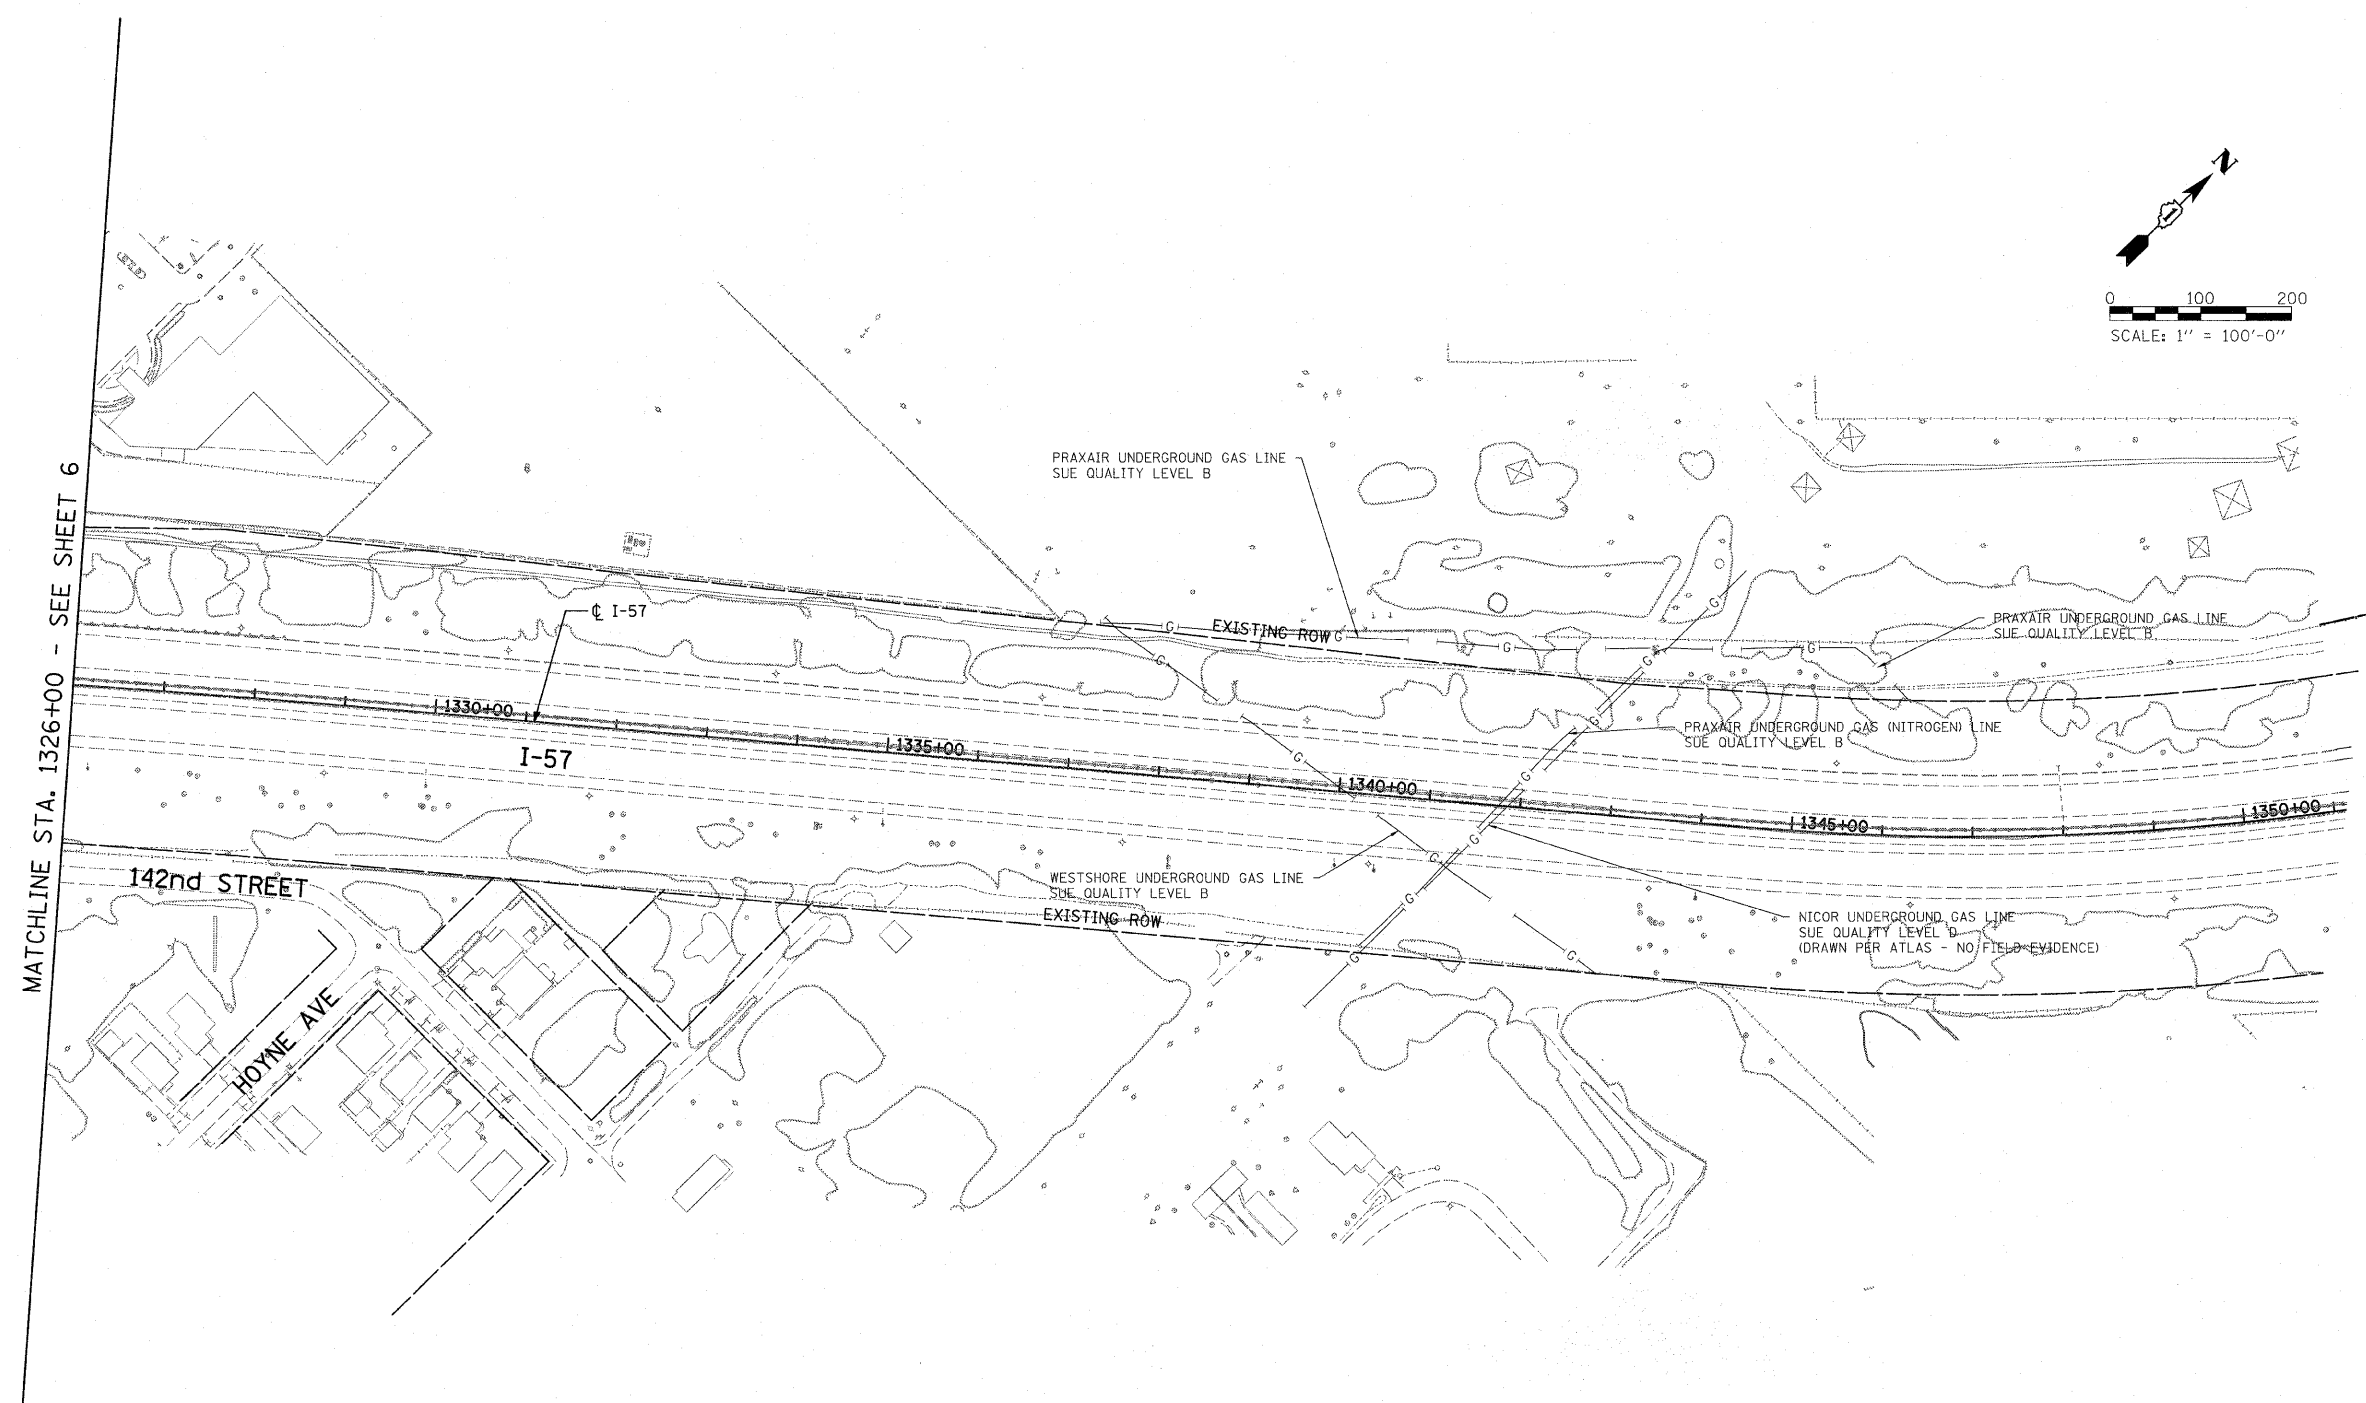 N
0 100 200
SCALE: 1'' = 100'-0''
MATCHLINE STA. 1326+00 - SEE SHEET 6
PRAXAIR UNDERGROUND GAS LINE
SUE QUALITY LEVEL B
℄ I-57
G
EXISTING ROW
G
G
G
G
PRAXAIR UNDERGROUND GAS LINE
SUE QUALITY LEVEL B
G
G
1330+00
1335+00
I-57
G
G
PRAXAIR UNDERGROUND GAS (NITROGEN) LINE
SUE QUALITY LEVEL B
G
1340+00
1345+00
1350+00
G
G
142nd STREET
WESTSHORE UNDERGROUND GAS LINE
SUE QUALITY LEVEL B
G
EXISTING ROW
NICOR UNDERGROUND GAS LINE
SUE QUALITY LEVEL D
(DRAWN PER ATLAS - NO FIELD EVIDENCE)
G
G
HOYNE AVE